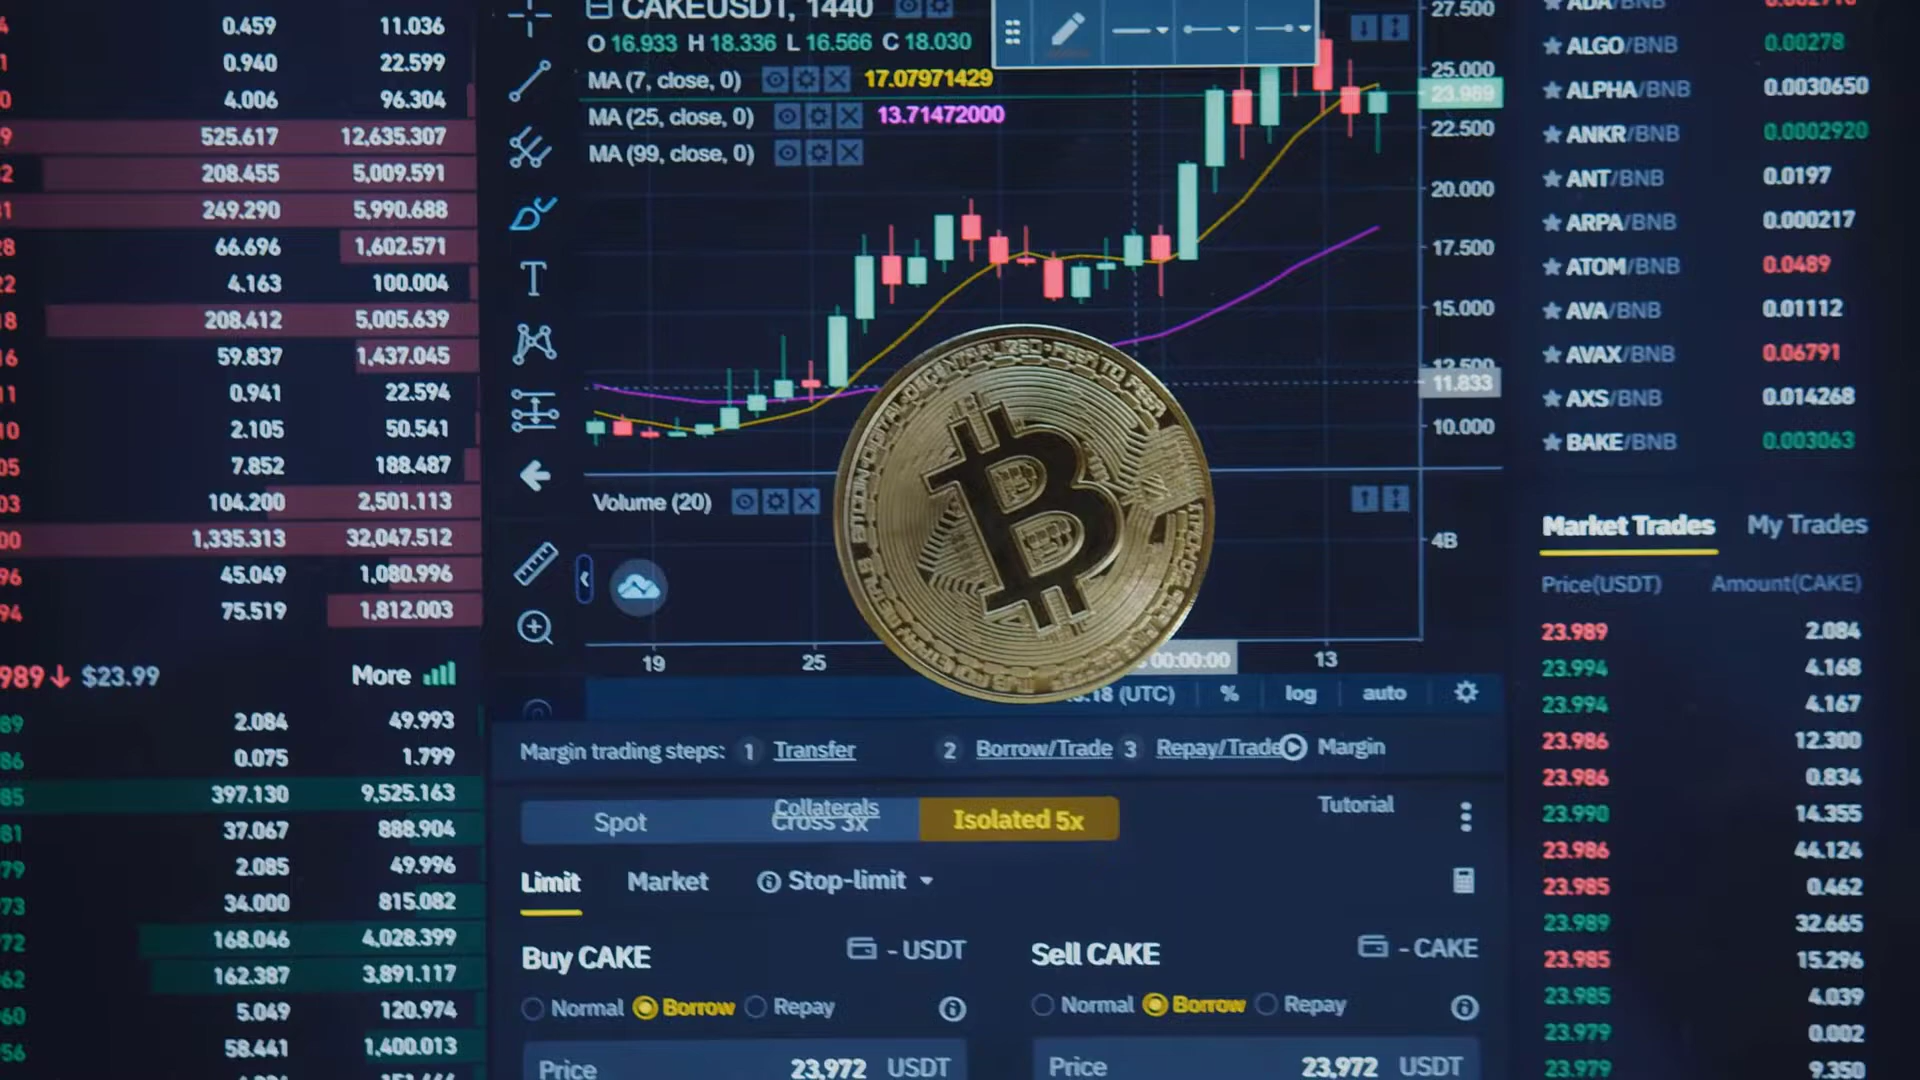 0.459 11.036
0.940 22.599
4.006 96.304
525.617 12,635.307
208.455 5,009.591
249.290 5,990.688
66.696 1,602.571
4.163 100.004
208.412 5,005.639
59.837 1,437.045
0.941 22.594
2.105 50.541
7.852 188.487
104.200 2,501.113
1,335.313 32,047.512
45.049 1,080.996
75.519 1,812.003
989↓ $23.99 More
2.084 49.993
0.075 1.799
397.130 9,525.163
37.067 888.904
2.085 49.996
34.000 815.082
168.046 4,028.399
162.387 3,891.117
5.049 120.974
58.441 1,400.013
CAKEUSDT, 1440
O 16.933 H 18.336 L 16.566 C 18.030
MA (7, close, 0) 17.07971429
MA (25, close, 0) 13.71472000
MA (99, close, 0)
27.500
25.000
23.989
22.500
20.000
17.500
15.000
12.500
11.833
10.000
Volume (20)
4B
19 25 00:00:00 13
(UTC) % log auto
Margin trading steps: 1 Transfer 2 Borrow/Trade 3 Repay/Trade Margin
Collaterals Tutorial
Spot Cross 3x Isolated 5x
Limit Market Stop-limit
Buy CAKE - USDT
Normal Borrow Repay
Price 23,972 USDT
Sell CAKE - CAKE
Normal Borrow Repay
Price 23,972 USDT
ADA/BNB
ALGO/BNB 0.00278
ALPHA/BNB 0.0030650
ANKR/BNB 0.0002920
ANT/BNB 0.0197
ARPA/BNB 0.000217
ATOM/BNB 0.0489
AVA/BNB 0.01112
AVAX/BNB 0.06791
AXS/BNB 0.014268
BAKE/BNB 0.003063
Market Trades My Trades
Price(USDT) Amount(CAKE)
23.989 2.084
23.994 4.168
23.994 4.167
23.986 12.300
23.986 0.834
23.990 14.355
23.986 44.124
23.985 0.462
23.989 32.665
23.985 15.296
23.985 4.039
23.979 0.002
23.979 9.350